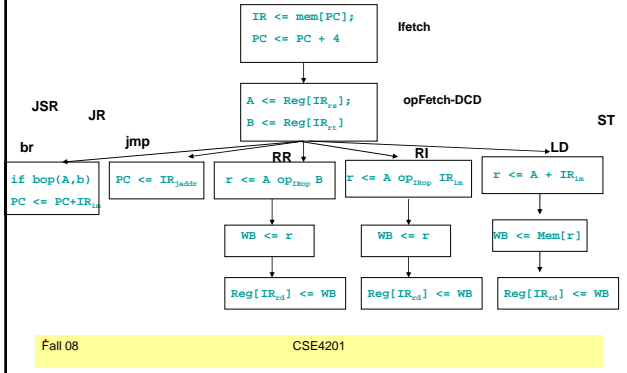 IR <= mem[PC];
PC <= PC + 4
Ifetch
A <= Reg[IRrs];
B <= Reg[IRrt]
opFetch-DCD
JSR
JR
ST
br
jmp
RR
RI
LD
if bop(A,b)
PC <= PC+IRim
PC <= IRjaddr
r <= A opIRop B
r <= A opIRop IRim
r <= A + IRim
WB <= r
WB <= r
WB <= Mem[r]
Reg[IRrd] <= WB
Reg[IRrd] <= WB
Reg[IRrd] <= WB
Fall 08
CSE4201